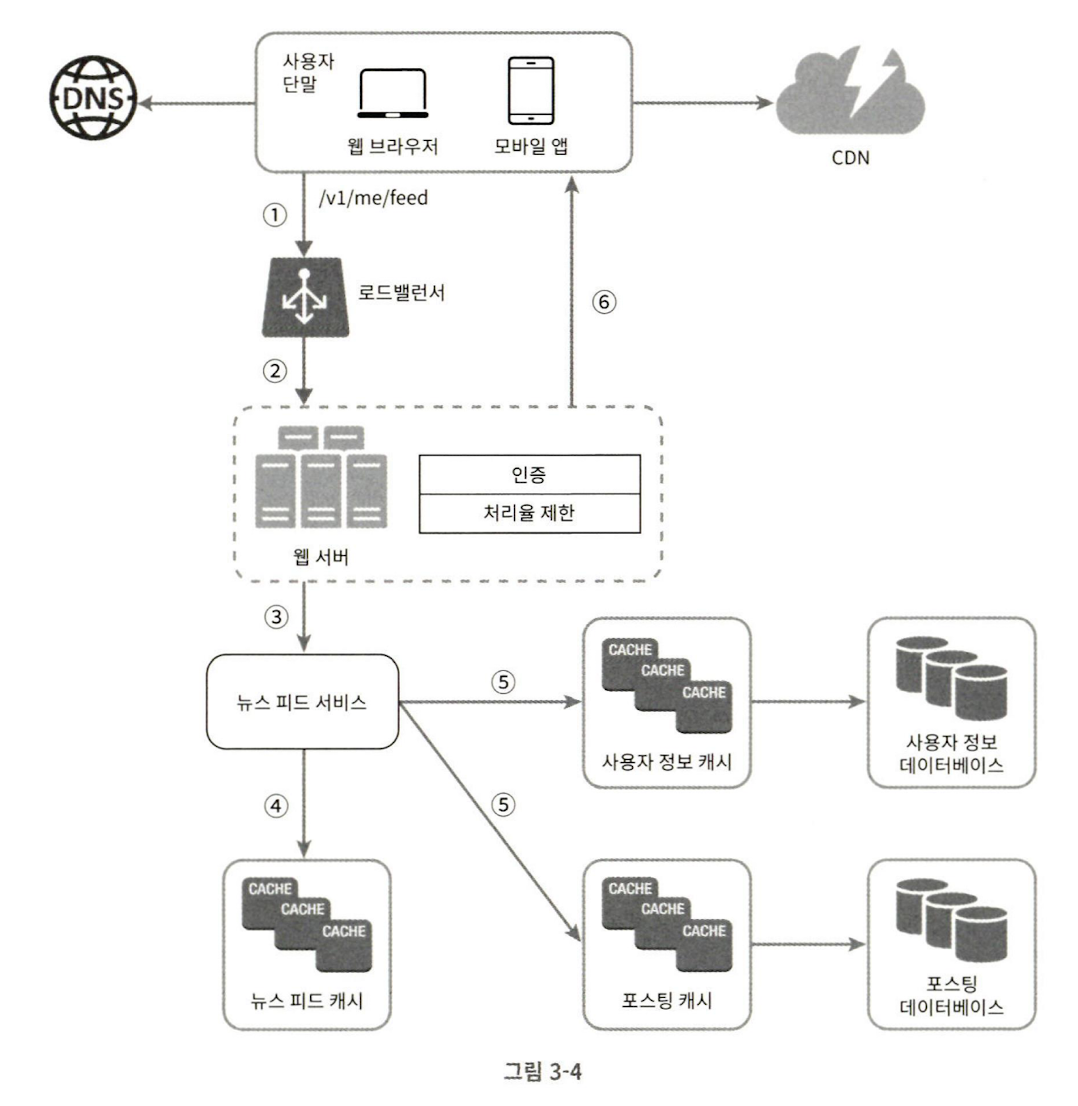 사용자
단말
DNS
웹 브라우저
모바일 앱
CDN
①
/v1/me/feed
로드밸런서
⑥
②
인증
처리율 제한
웹 서버
③
뉴스 피드 서비스
⑤
CACHE
CACHE
CACHE
사용자 정보 캐시
사용자 정보
데이터베이스
④
⑤
CACHE
CACHE
CACHE
뉴스 피드 캐시
CACHE
CACHE
CACHE
포스팅 캐시
포스팅
데이터베이스
그림 3-4